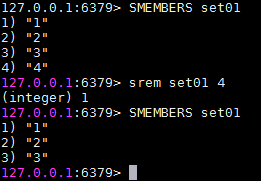 127.0.0.1:6379> SMEMBERS set01
1) "1"
2) "2"
3) "3"
4) "4"
127.0.0.1:6379> srem set01 4
(integer) 1
127.0.0.1:6379> SMEMBERS set01
1) "1"
2) "2"
3) "3"
127.0.0.1:6379>